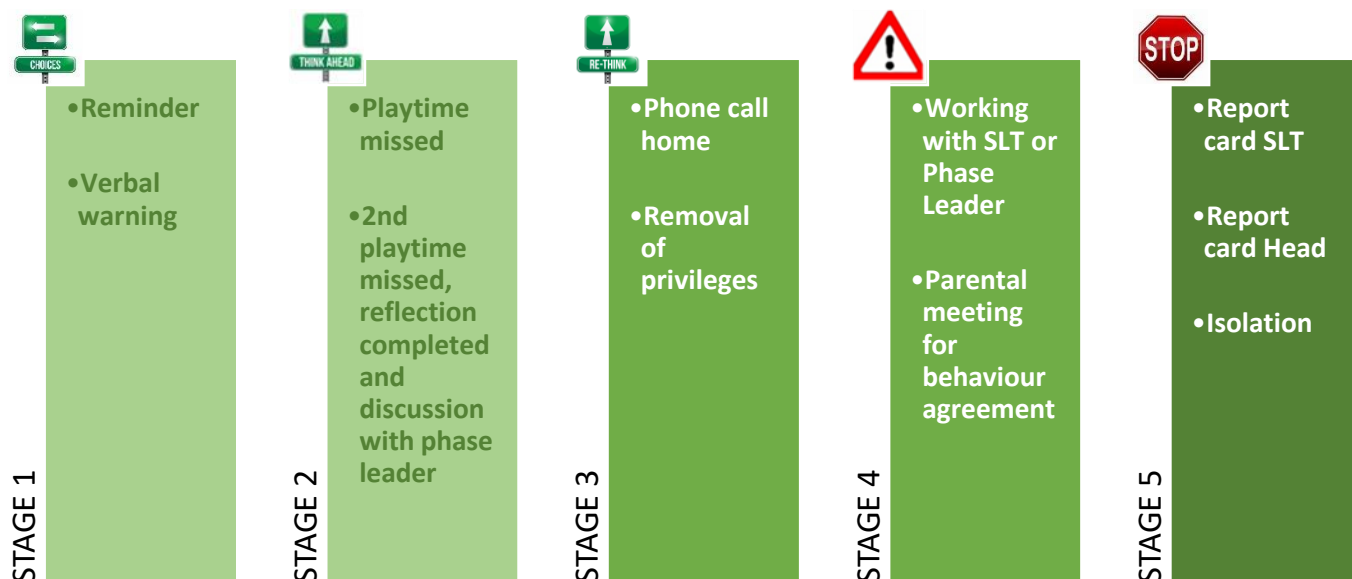 CHOICES
•Reminder
•Verbal
warning
STAGE 1
THINK AHEAD
•Playtime
missed
•2nd
playtime
missed,
reflection
completed
and
discussion
with phase
leader
STAGE 2
RE-THINK
•Phone call
home
•Removal
of
privileges
STAGE 3
!
•Working
with SLT or
Phase
Leader
•Parental
meeting
for
behaviour
agreement
STAGE 4
STOP
•Report
card SLT
•Report
card Head
•Isolation
STAGE 5